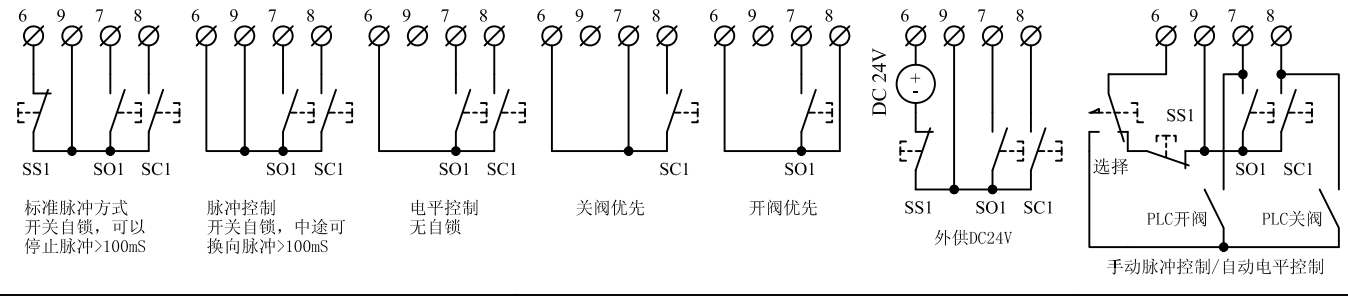 6 9 7 8
SS1 SO1 SC1
标准脉冲方式
开关自锁，可以
停止脉冲>100mS
6 9 7 8
SO1 SC1
脉冲控制
开关自锁，中途可
换向脉冲>100mS
6 9 7 8
SO1 SC1
电平控制
无自锁
6 9 7 8
SC1
关阀优先
6 9 7 8
SO1
开阀优先
6 9 7 8
DC 24V
+
-
SS1 SO1 SC1
外供DC24V
6 9 7 8
SS1
选择
SO1 SC1
PLC开阀 PLC关阀
手动脉冲控制/自动电平控制